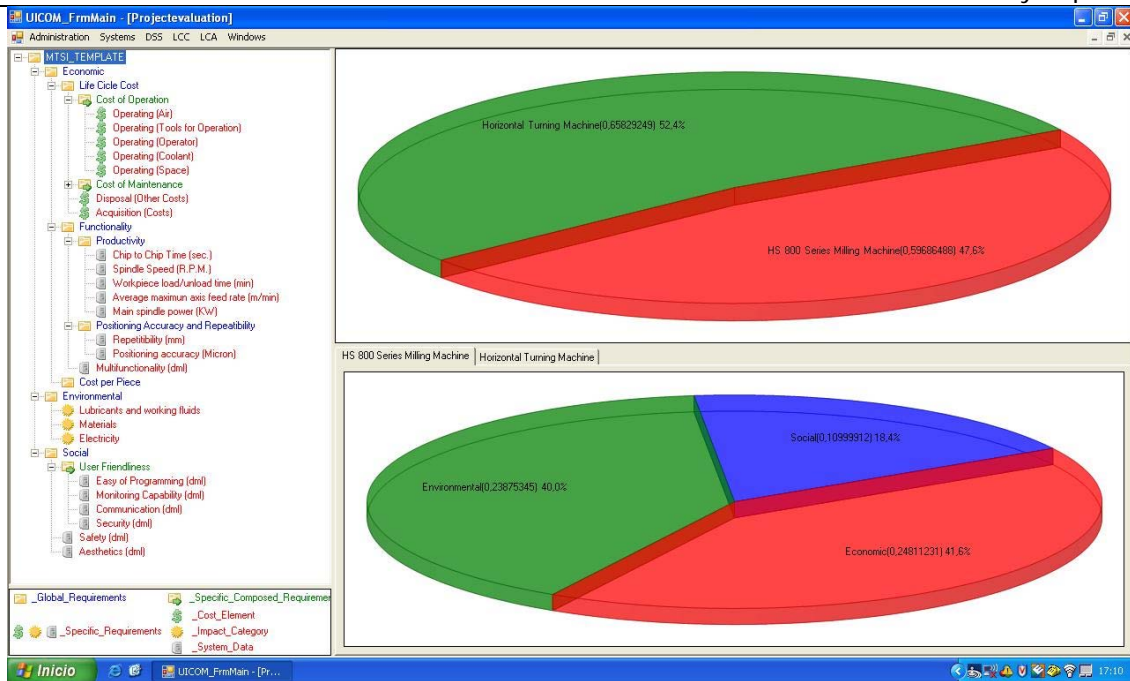 UICOM_FrmMain - [Projectevaluation]
Administration Systems DSS LCC LCA Windows
MTSI_TEMPLATE
Economic
Life Cicle Cost
Cost of Operation
Operating (Air)
Operating (Tools for Operation)
Operating (Operator)
Operating (Coolant)
Operating (Space)
Cost of Maintenance
Disposal (Other Costs)
Acquisition (Costs)
Functionality
Productivity
Chip to Chip Time (sec.)
Spindle Speed (R.P.M.)
Workpiece load/unload time (min)
Average maximun axis feed rate (m/min)
Main spindle power (KW)
Positioning Accuracy and Repeatibility
Repetitibility (mm)
Positioning accuracy (Micron)
Multifunctionality (dml)
Cost per Piece
Environmental
Lubricants and working fluids
Materials
Electricity
Social
User Friendliness
Easy of Programming (dml)
Monitoring Capability (dml)
Communication (dml)
Security (dml)
Safety (dml)
Aesthetics (dml)
_Global_Requirements
_Specific_Composed_Requiremer
_Cost_Element
_Specific_Requirements
_Impact_Category
_System_Data
Horizontal Turning Machine(0,65829249) 52,4%
HS 800 Series Milling Machine(0,59686488) 47,6%
HS 800 Series Milling Machine
Horizontal Turning Machine
Social(0,10999912) 18,4%
Environmental(0,23875345) 40,0%
Economic(0,24811231) 41,6%
Inicio
UICOM_FrmMain - [Pr...
17:10